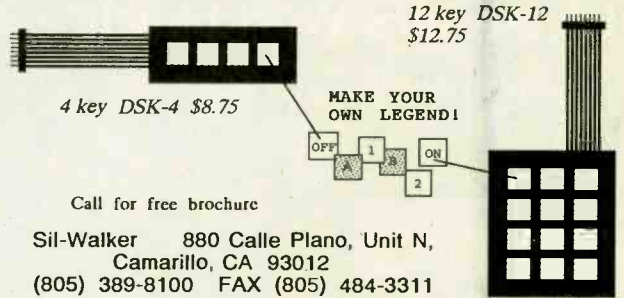 12 key DSK-12
$12.75
4 key DSK-4 $8.75
MAKE YOUR
OWN LEGEND!
OFF
A
1
B
ON
2
Call for free brochure
Sil-Walker 880 Calle Plano, Unit N,
Camarillo, CA 93012
(805) 389-8100 FAX (805) 484-3311